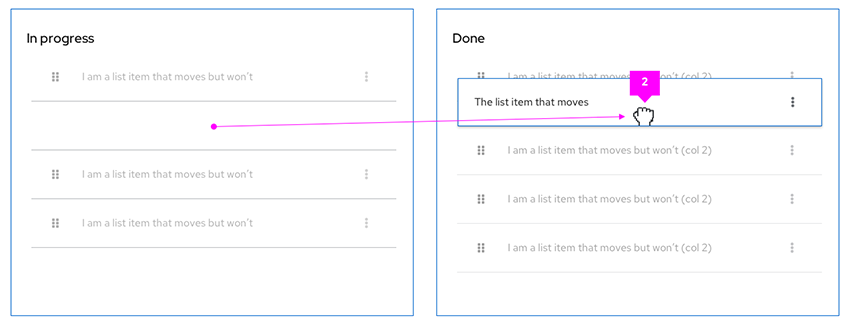 In progress
I am a list item that moves but won't
I am a list item that moves but won't
I am a list item that moves but won't
Done
I am a list item that moves but won't (col 2)
2
The list item that moves
I am a list item that moves but won't (col 2)
I am a list item that moves but won't (col 2)
I am a list item that moves but won't (col 2)